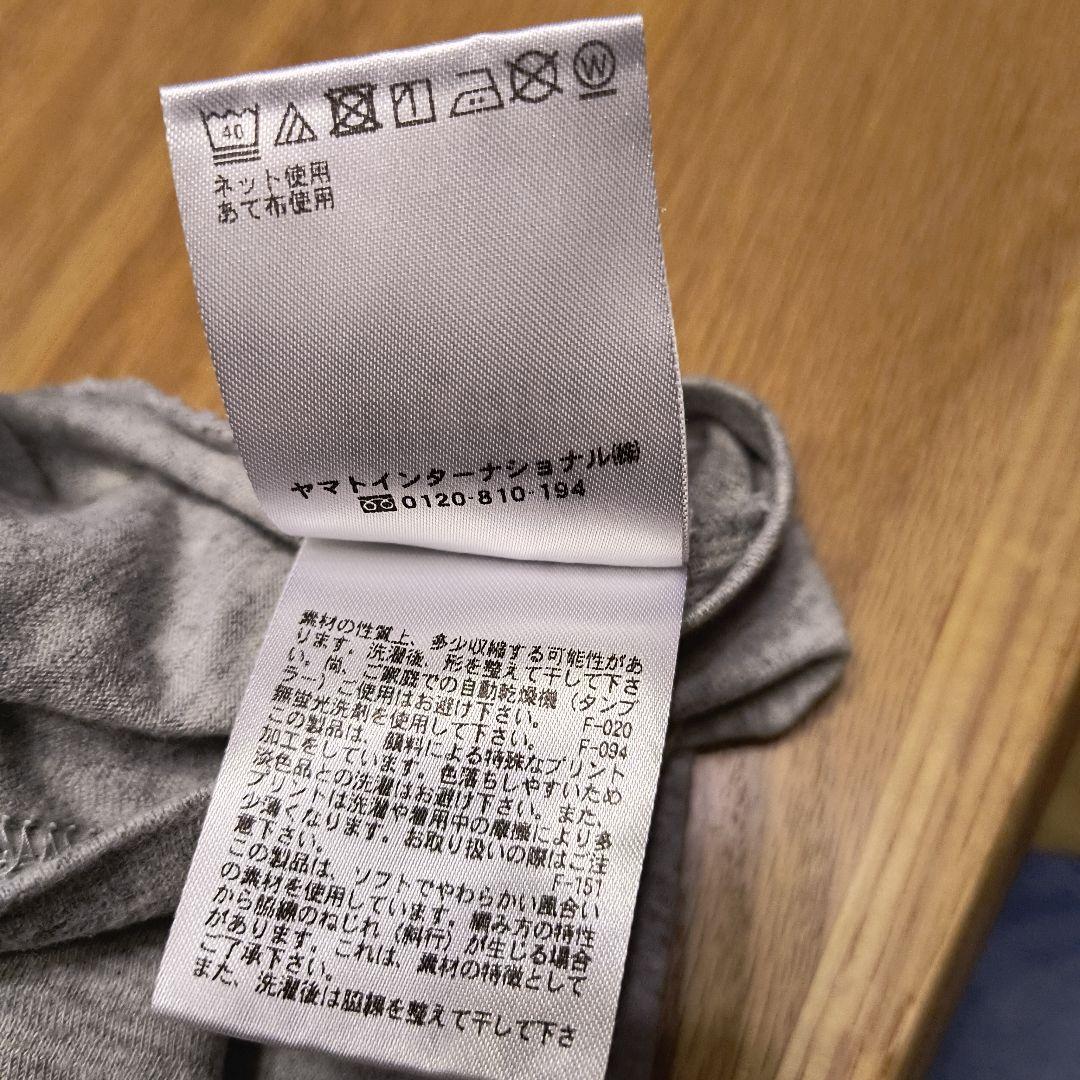 40
W
ネット使用
あて布使用
ヤマトインターナショナル㈱
0120-810-194
素材の性質上、多少収縮する可能性があ
ります。洗濯後、形を整えて干して下さ
い。尚、ご家庭での自動乾燥機（タンブ
ラー）ご使用はお避け下さい。 F-020
無蛍光洗剤を使用して下さい。 F-094
この製品は、顔料による特殊なプリント
加工をしています。色落ちしやすいため
淡色品との洗濯はお避け下さい。また、
プリントは洗濯や着用中の摩擦により多
少薄くなります。お取り扱いの際はご注
意下さい。 F-151
この製品は、ソフトでやわらかい風合い
の素材を使用しています。編み方の特性
から脇線のねじれ（斜行）が生じる場合
があります。これは、素材の特徴として
ご了承下さい。
また、洗濯後は脇線を整えて干して下さ